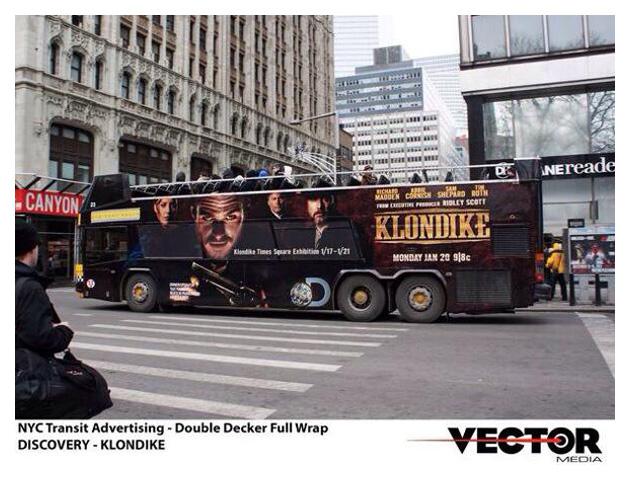 CANYON
NE reade
RICHARD MADDEN ABBIE CORNISH SAM SHEPARD TIM ROTH
FROM EXECUTIVE PRODUCER RIDLEY SCOTT
KLONDIKE
Klondike Times Square Exhibition 1/17-1/21
MONDAY JAN 20 9|8c
D
NYC Transit Advertising - Double Decker Full Wrap
DISCOVERY - KLONDIKE
VECTOR
MEDIA